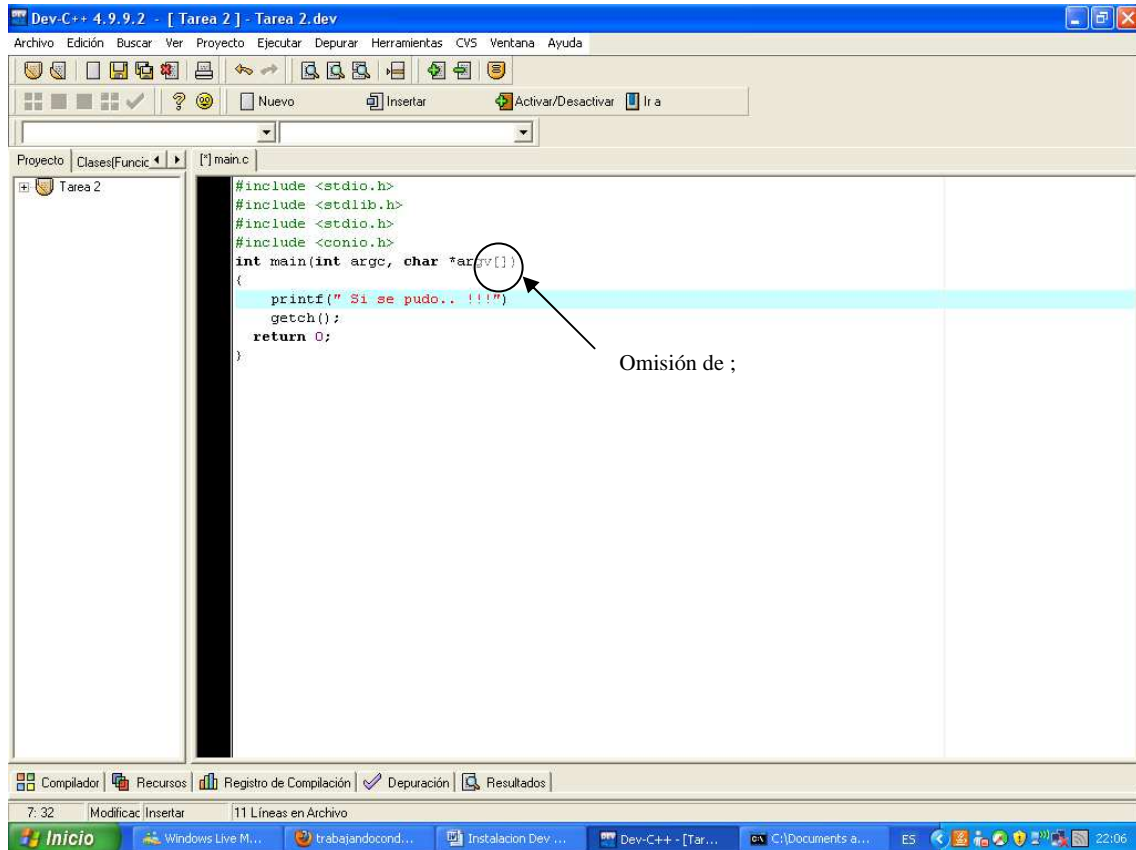 Dev-C++ 4.9.9.2 - [ Tarea 2 ] - Tarea 2.dev
Archivo Edición Buscar Ver Proyecto Ejecutar Depurar Herramientas CVS Ventana Ayuda
Nuevo Insertar Activar/Desactivar Ir a
Proyecto Clases(Funcic [*] main.c
Tarea 2
#include <stdio.h>
#include <stdlib.h>
#include <stdio.h>
#include <conio.h>
int main(int argc, char *argv[])
{
printf(" Si se pudo.. !!!")
getch();
return 0;
}
Omisión de ;
Compilador Recursos Registro de Compilación Depuración Resultados
7: 32 Modificac Insertar 11 Líneas en Archivo
Inicio Windows Live M... trabajandocond... Instalacion Dev ... Dev-C++ - [Tar... C:\Documents a... ES 22:06